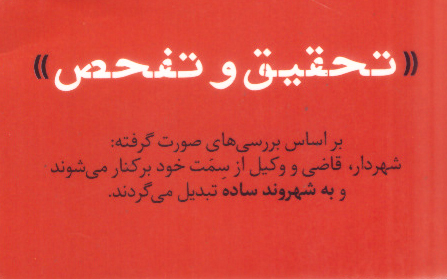 «تحقیق و تفحص»
بر اساس بررسی‌های صورت گرفته:
شهردار، قاضی و وکیل از سِمَت خود برکنار می‌شوند
و به شهروند ساده تبدیل می‌گردند.